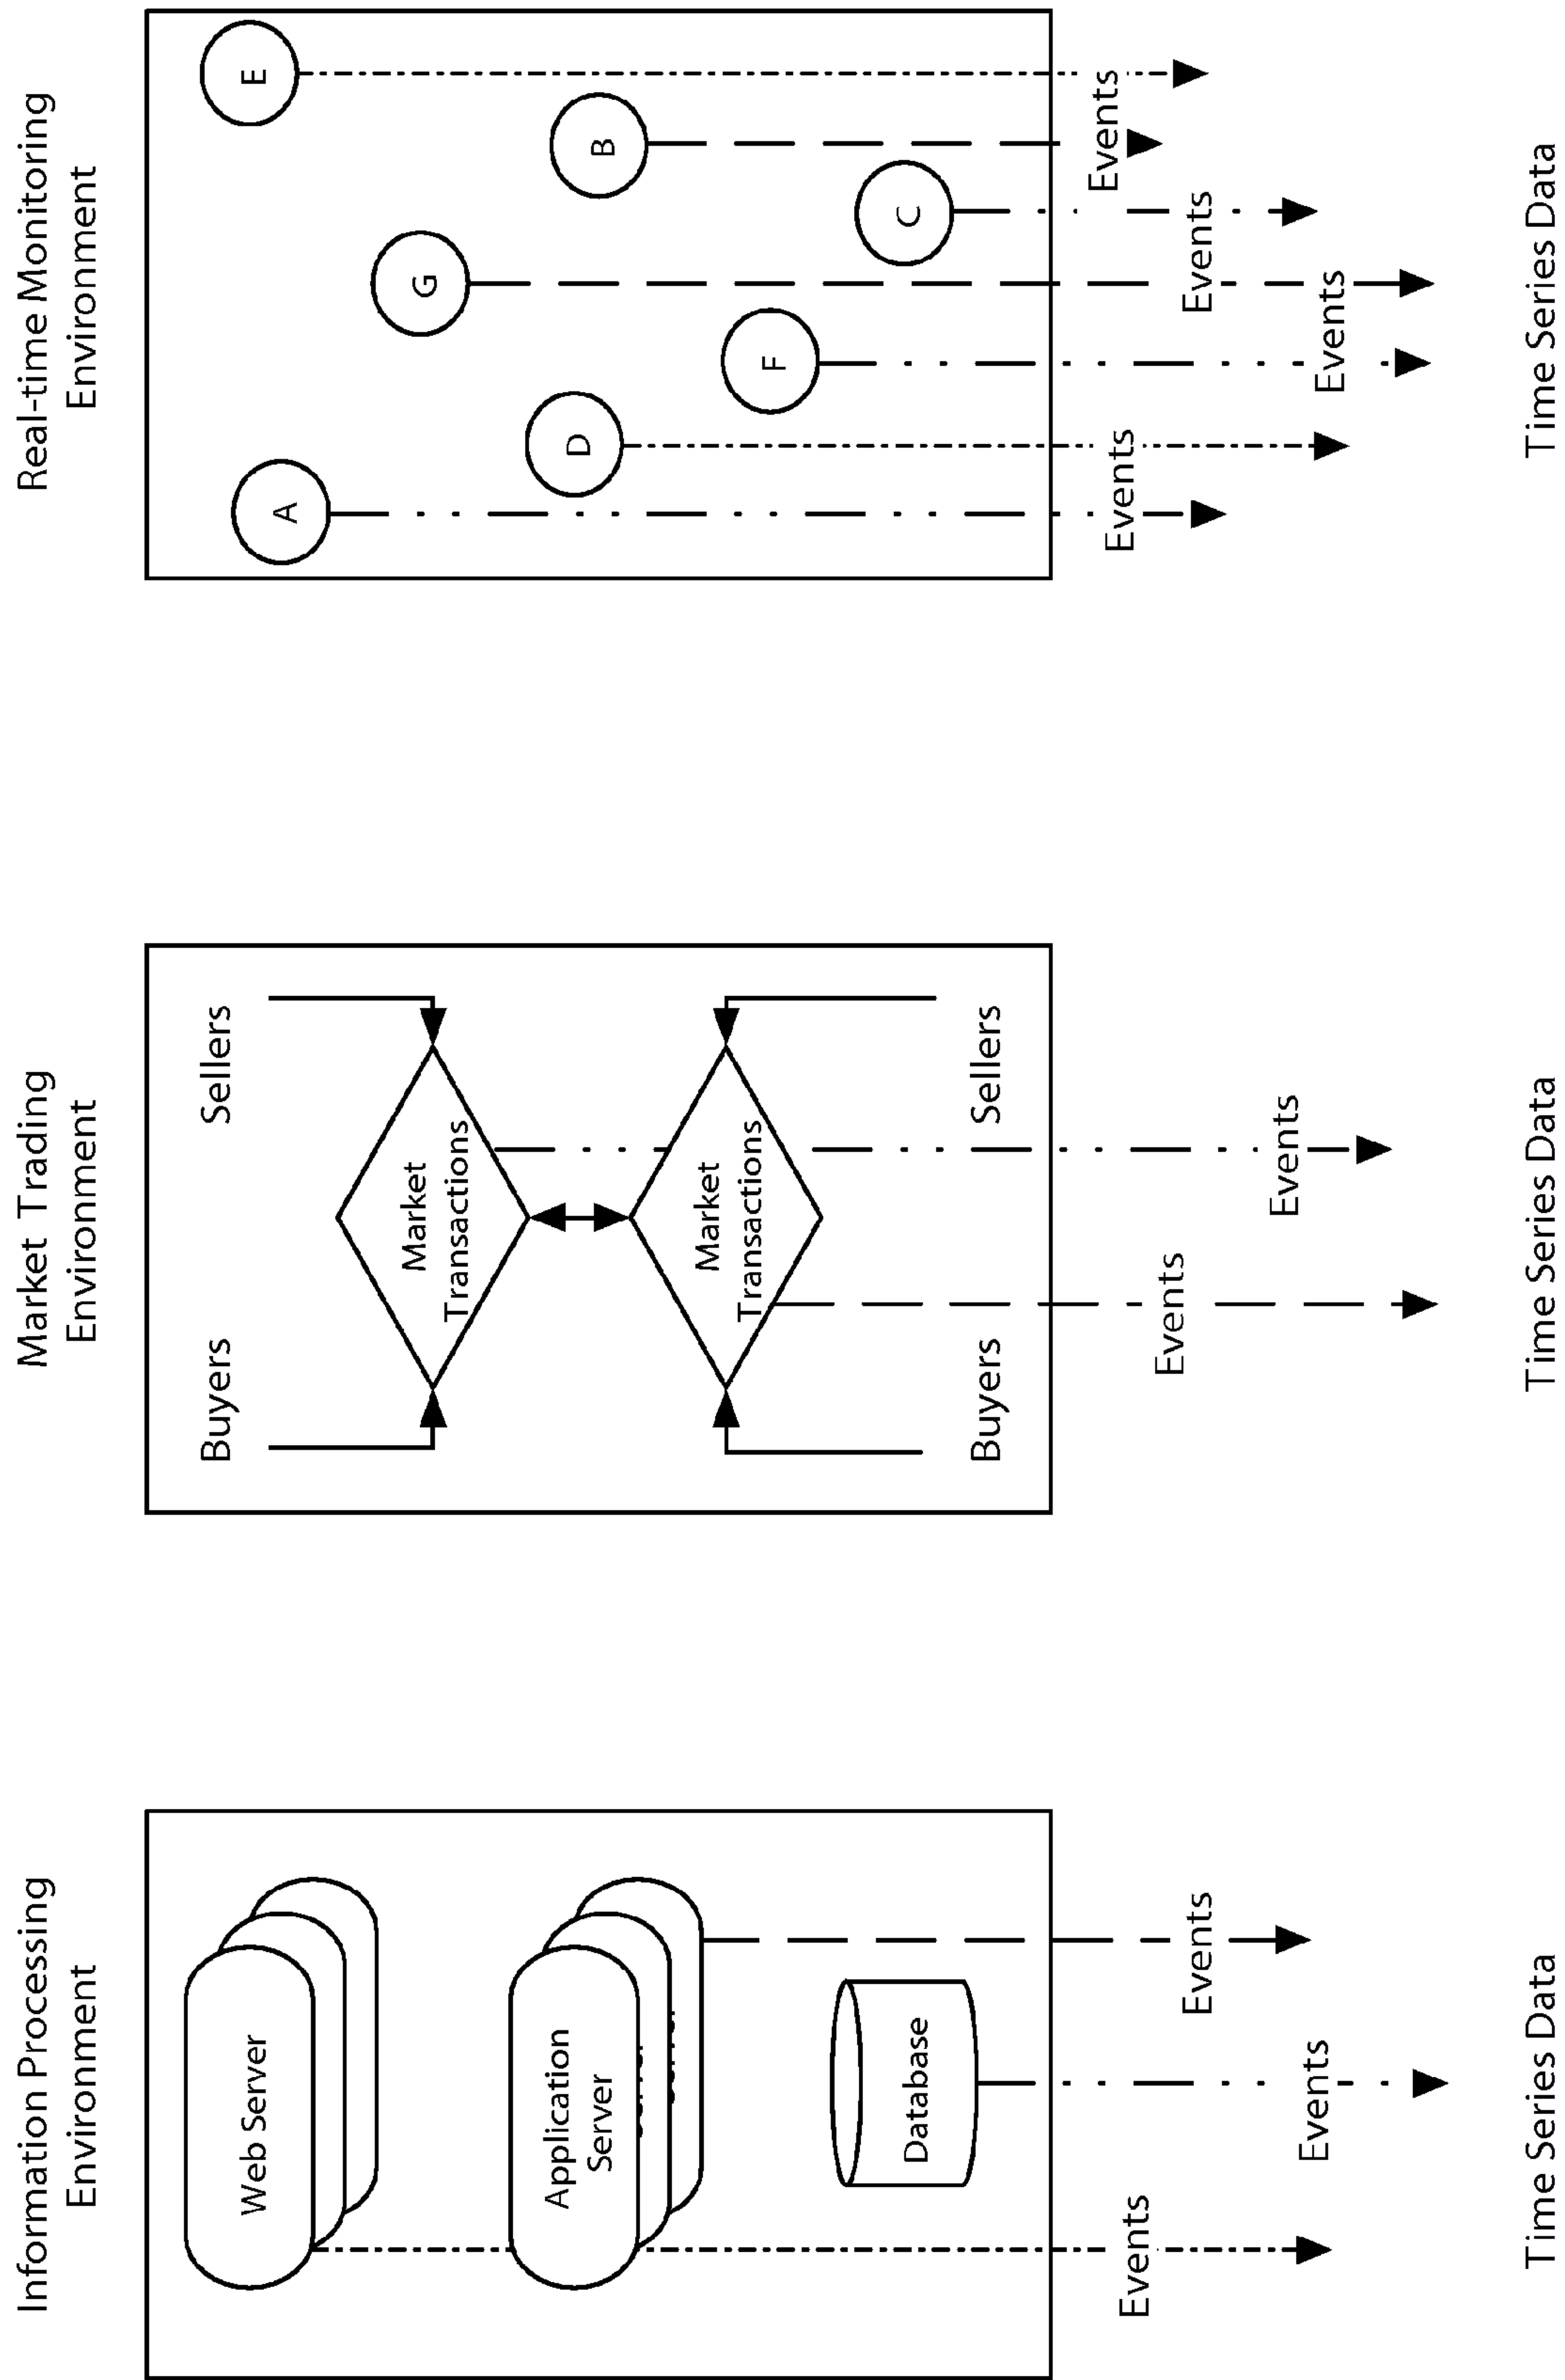 Information Processing
Environment
Web Server
Application
Server
Database
Events
Events
Events
Time Series Data
Market Trading
Environment
Buyers
Sellers
Market
Transactions
Market
Transactions
Buyers
Sellers
Events
Events
Time Series Data
Real-time Monitoring
Environment
E
A
G
D
B
F
C
Events
Events
Events
Events
Time Series Data